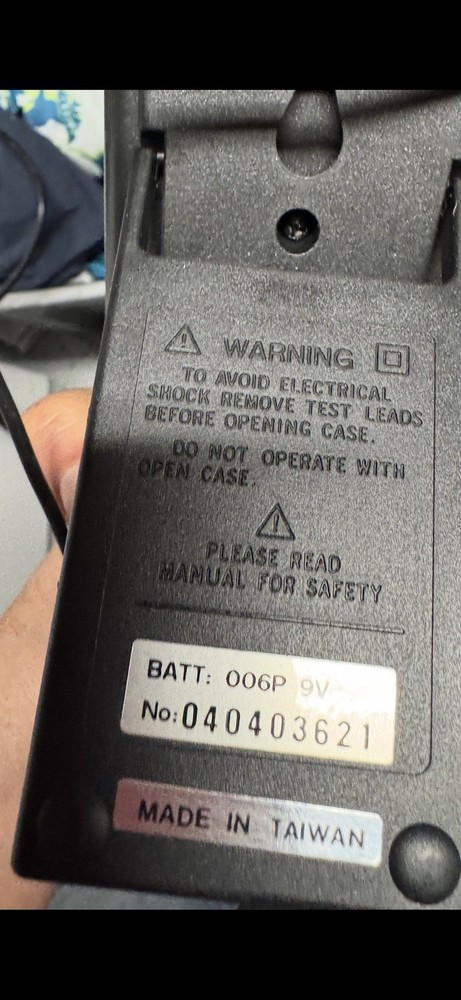 WARNING
TO AVOID ELECTRICAL
SHOCK REMOVE TEST LEADS
BEFORE OPENING CASE.
DO NOT OPERATE WITH
OPEN CASE.
PLEASE READ
MANUAL FOR SAFETY
BATT: 006P 9V
No:040403621
MADE IN TAIWAN